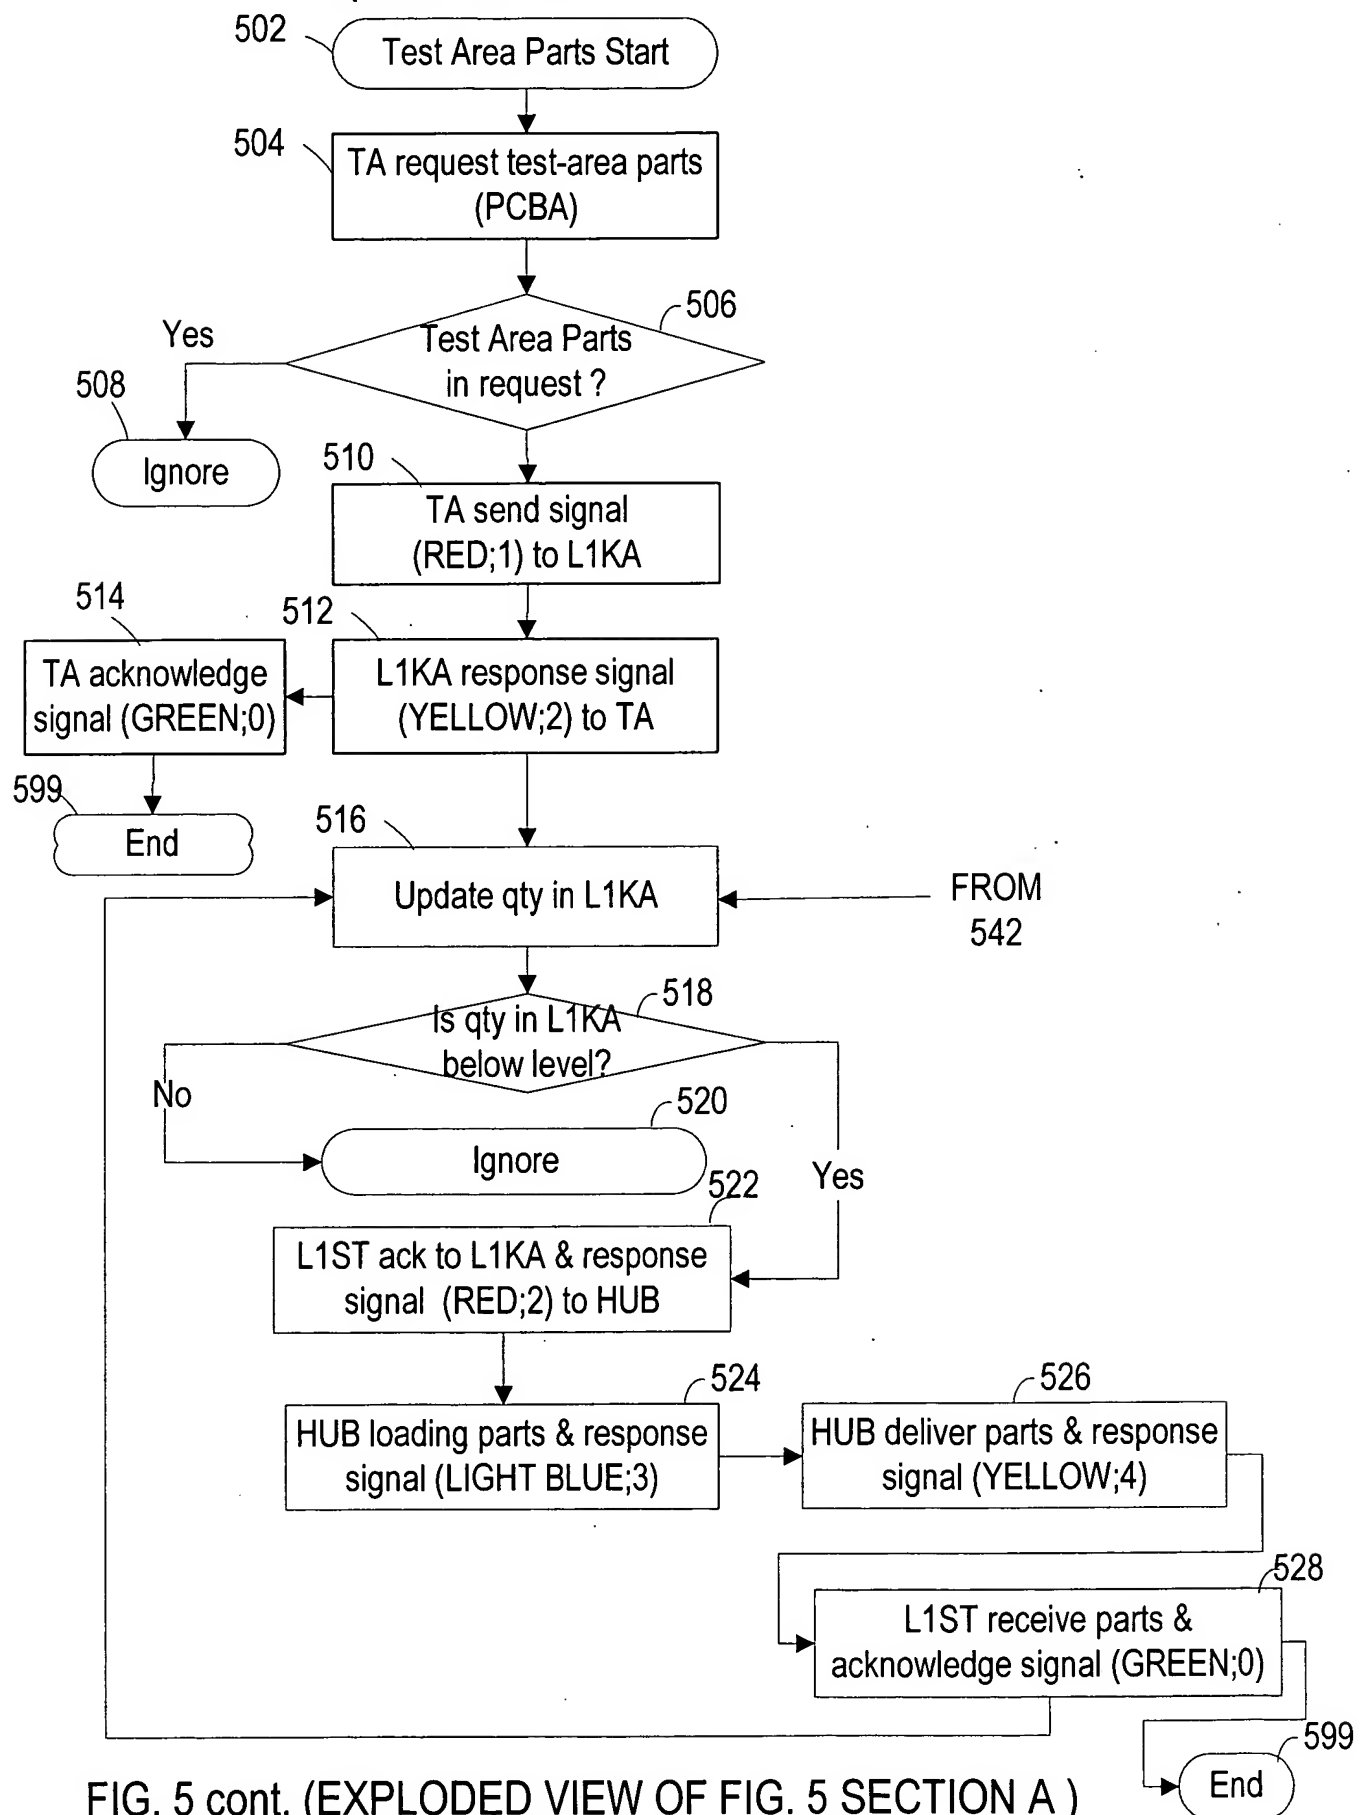 502
Test Area Parts Start
504
TA request test-area parts
(PCBA)
506
Test Area Parts
in request ?
Yes
508
Ignore
510
TA send signal
(RED;1) to L1KA
514
512
TA acknowledge
signal (GREEN;0)
L1KA response signal
(YELLOW;2) to TA
599
End
516
Update qty in L1KA
FROM
542
518
Is qty in L1KA
below level?
No
520
Ignore
Yes
522
L1ST ack to L1KA & response
signal (RED;2) to HUB
524
526
HUB loading parts & response
signal (LIGHT BLUE;3)
HUB deliver parts & response
signal (YELLOW;4)
528
L1ST receive parts &
acknowledge signal (GREEN;0)
599
End
FIG. 5 cont. (EXPLODED VIEW OF FIG. 5 SECTION A )